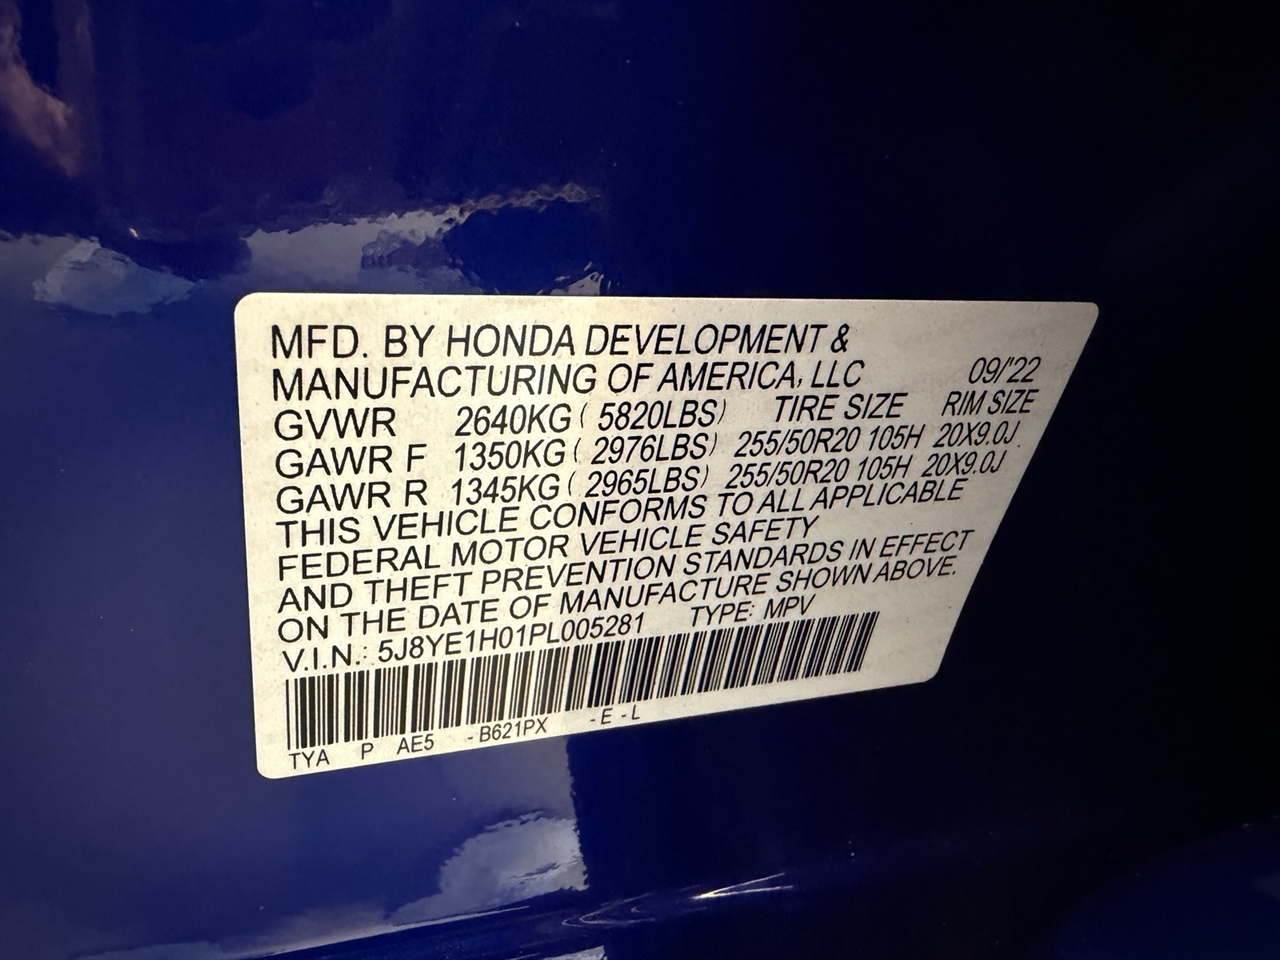 MFD. BY HONDA DEVELOPMENT &
MANUFACTURING OF AMERICA, LLC 09/'22
GVWR 2640KG ( 5820LBS) TIRE SIZE RIM SIZE
GAWR F 1350KG ( 2976LBS) 255/50R20 105H 20X9.0J
GAWR R 1345KG ( 2965LBS) 255/50R20 105H 20X9.0J
THIS VEHICLE CONFORMS TO ALL APPLICABLE
FEDERAL MOTOR VEHICLE SAFETY
AND THEFT PREVENTION STANDARDS IN EFFECT
ON THE DATE OF MANUFACTURE SHOWN ABOVE.
V.I.N.: 5J8YE1H01PL005281 TYPE: MPV
TYA P AE5 - B621PX - E - L